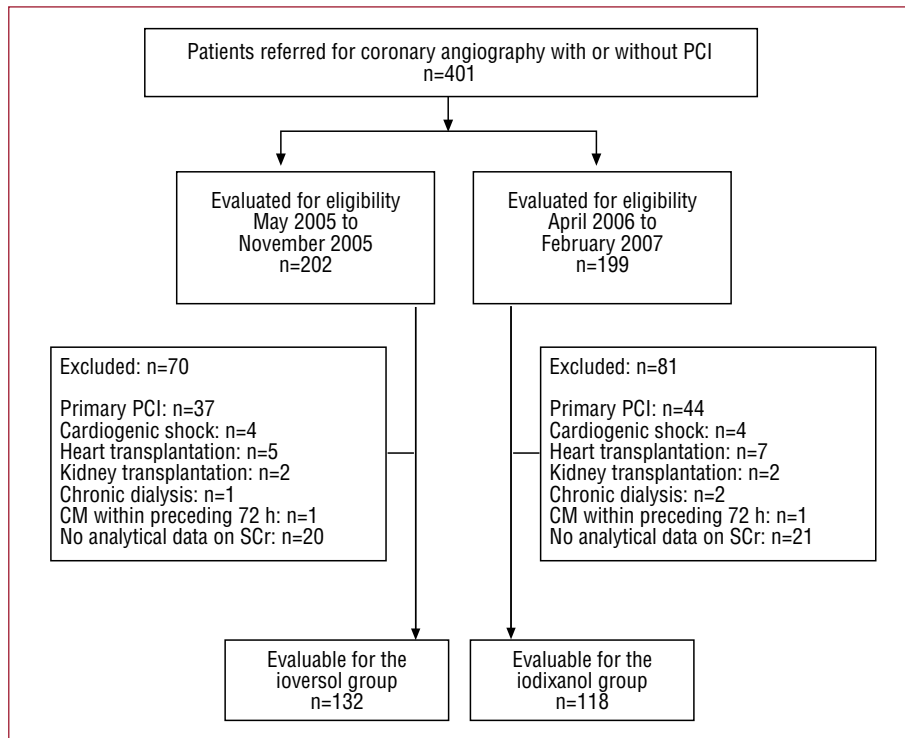 Patients referred for coronary angiography with or without PCI
n=401
Evaluated for eligibility
May 2005 to
November 2005
n=202
Evaluated for eligibility
April 2006 to
February 2007
n=199
Excluded: n=70
Primary PCI: n=37
Cardiogenic shock: n=4
Heart transplantation: n=5
Kidney transplantation: n=2
Chronic dialysis: n=1
CM within preceding 72 h: n=1
No analytical data on SCr: n=20
Excluded: n=81
Primary PCI: n=44
Cardiogenic shock: n=4
Heart transplantation: n=7
Kidney transplantation: n=2
Chronic dialysis: n=2
CM within preceding 72 h: n=1
No analytical data on SCr: n=21
Evaluable for the
ioversol group
n=132
Evaluable for the
iodixanol group
n=118